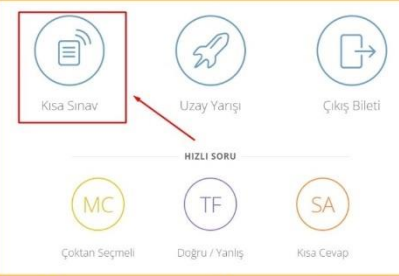 Kısa Sınav Uzay Yarışı Çıkış Bileti
HIZLI SORU
MC TF SA
Çoktan Seçmeli Doğru / Yanlış Kısa Cevap